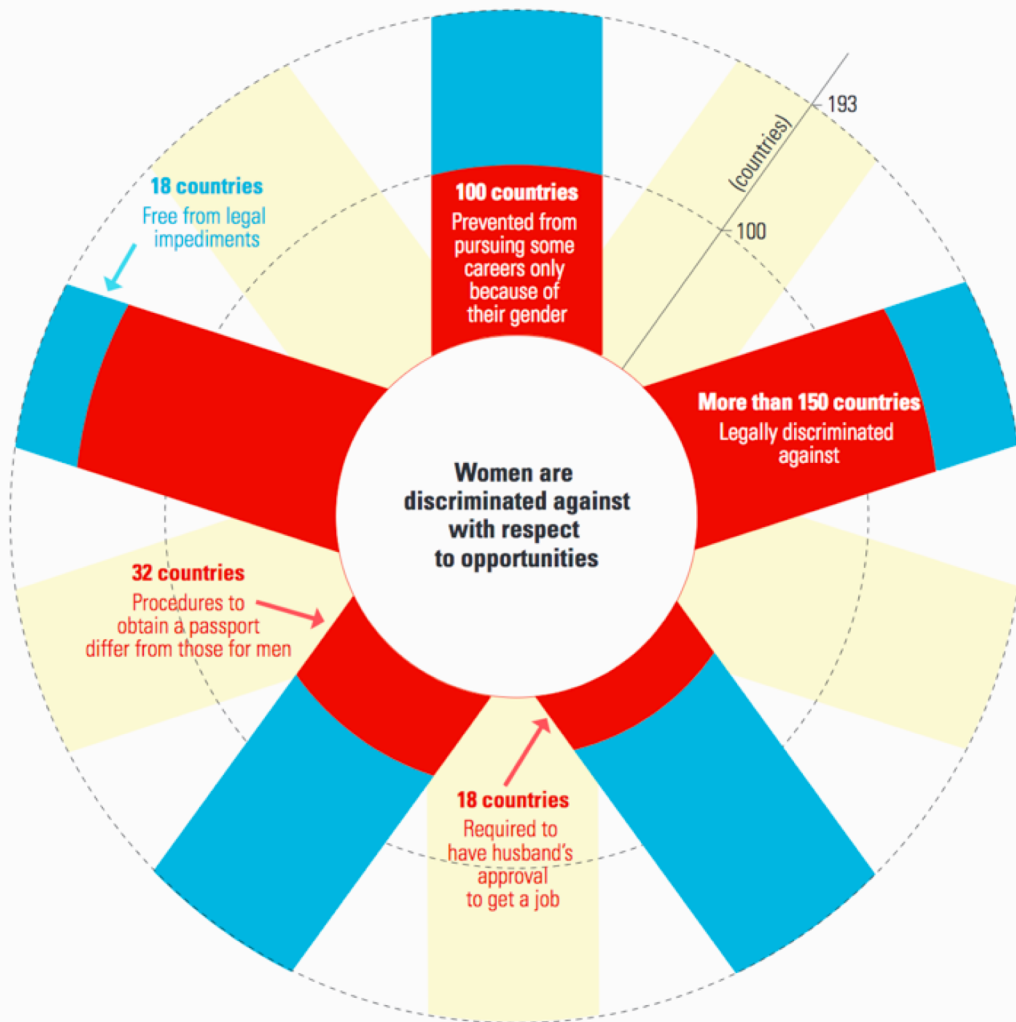 193
(countries)
100
18 countries
Free from legal
impediments
100 countries
Prevented from
pursuing some
careers only
because of
their gender
More than 150 countries
Legally discriminated
against
Women are
discriminated against
with respect
to opportunities
32 countries
Procedures to
obtain a passport
differ from those for men
18 countries
Required to
have husband's
approval
to get a job